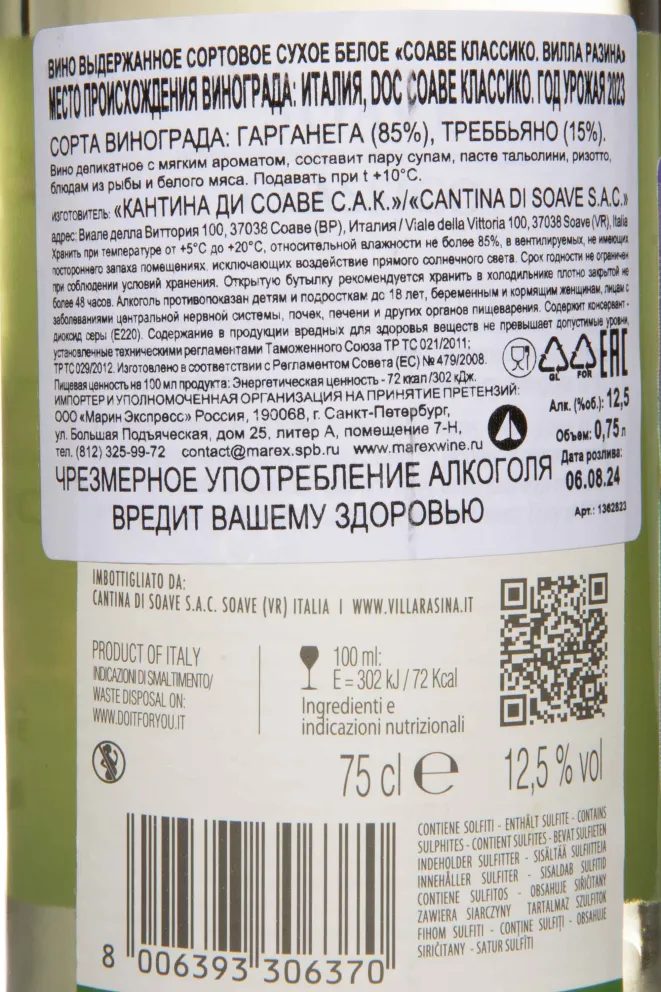 ВИНО ВЫДЕРЖАННОЕ СОРТОВОЕ СУХОЕ БЕЛОЕ «СОАВЕ КЛАССИКО. ВИЛЛА РАЗИНА»
МЕСТО ПРОИСХОЖДЕНИЯ ВИНОГРАДА: ИТАЛИЯ, DOC СОАВЕ КЛАССИКО. ГОД УРОЖАЯ 2023
СОРТА ВИНОГРАДА: ГАРГАНЕГА (85%), ТРЕББЬЯНО (15%).
Вино деликатное с мягким ароматом, составит пару супам, пасте тальолини, ризотто,
блюдам из рыбы и белого мяса. Подавать при t +10°C.
ИЗГОТОВИТЕЛЬ: «КАНТИНА ДИ СОАВЕ С.А.К.»/«CANTINA DI SOAVE S.A.C.»
адрес: Виале делла Виттория 100, 37038 Соаве (ВР), Италия / Viale della Vittoria 100, 37038 Soave (VR), Italia
Хранить при температуре от +5°C до +20°C, относительной влажности не более 85%, в вентилируемых, не имеющих
постороннего запаха помещениях, исключающих воздействие прямого солнечного света. Срок годности не ограничен
при соблюдении условий хранения. Открытую бутылку рекомендуется хранить в холодильнике плотно закрытой не
более 48 часов. Алкоголь противопоказан детям и подросткам до 18 лет, беременным и кормящим женщинам, лицам с
заболеваниями центральной нервной системы, почек, печени и других органов пищеварения. Содержит консервант -
диоксид серы (E220). Содержание в продукции вредных для здоровья веществ не превышает допустимые уровни,
установленные техническими регламентами Таможенного Союза ТР ТС 021/2011;
ТР ТС 029/2012. Изготовлено в соответствии с Регламентом Совета (ЕС) № 479/2008.
Пищевая ценность на 100 мл продукта: Энергетическая ценность - 72 ккал /302 кДж.
ИМПОРТЕР И УПОЛНОМОЧЕННАЯ ОРГАНИЗАЦИЯ НА ПРИНЯТИЕ ПРЕТЕНЗИЙ:
ООО «Марин Экспресс» Россия, 190068, г. Санкт-Петербург,
ул. Большая Подъяческая, дом 25, литер А, помещение 7-Н,
тел. (812) 325-99-72 contact@marex.spb.ru www.marexwine.ru
GL FOR EAC
Алк. (%об.): 12,5
Объем: 0,75 л
Дата розлива:
06.08.24
Арт.: 1362823
ЧРЕЗМЕРНОЕ УПОТРЕБЛЕНИЕ АЛКОГОЛЯ
ВРЕДИТ ВАШЕМУ ЗДОРОВЬЮ
IMBOTTIGLIATO DA:
CANTINA DI SOAVE S.A.C. SOAVE (VR) ITALIA I WWW.VILLARASINA.IT
PRODUCT OF ITALY
INDICAZIONI DI SMALTIMENTO/
WASTE DISPOSAL ON:
WWW.DOITFORYOU.IT
100 ml:
E = 302 kJ / 72 Kcal
Ingredienti e
indicazioni nutrizionali
75 cl e 12,5 % vol
CONTIENE SOLFITI - ENTHÄLT SULFITE - CONTAINS
SULPHITES - CONTIENT SULFITES - BEVAT SULFIETEN
INDEHOLDER SULFITTER - SISÄLTÄÄ SULFIITTEJA
INNEHÅLLER SULFITER - SISALDAB SULFITID
CONTIENE SULFITOS - OBSAHUJE SIŘIČITANY
ZAWIERA SIARCZYNY TARTALMAZ SZULFITOK
FIHOM SULFITI - CONȚINE SULFIȚI - OBSAHUJE
SIRIČITANY - SATUR SULFĪTI
8 006393 306370